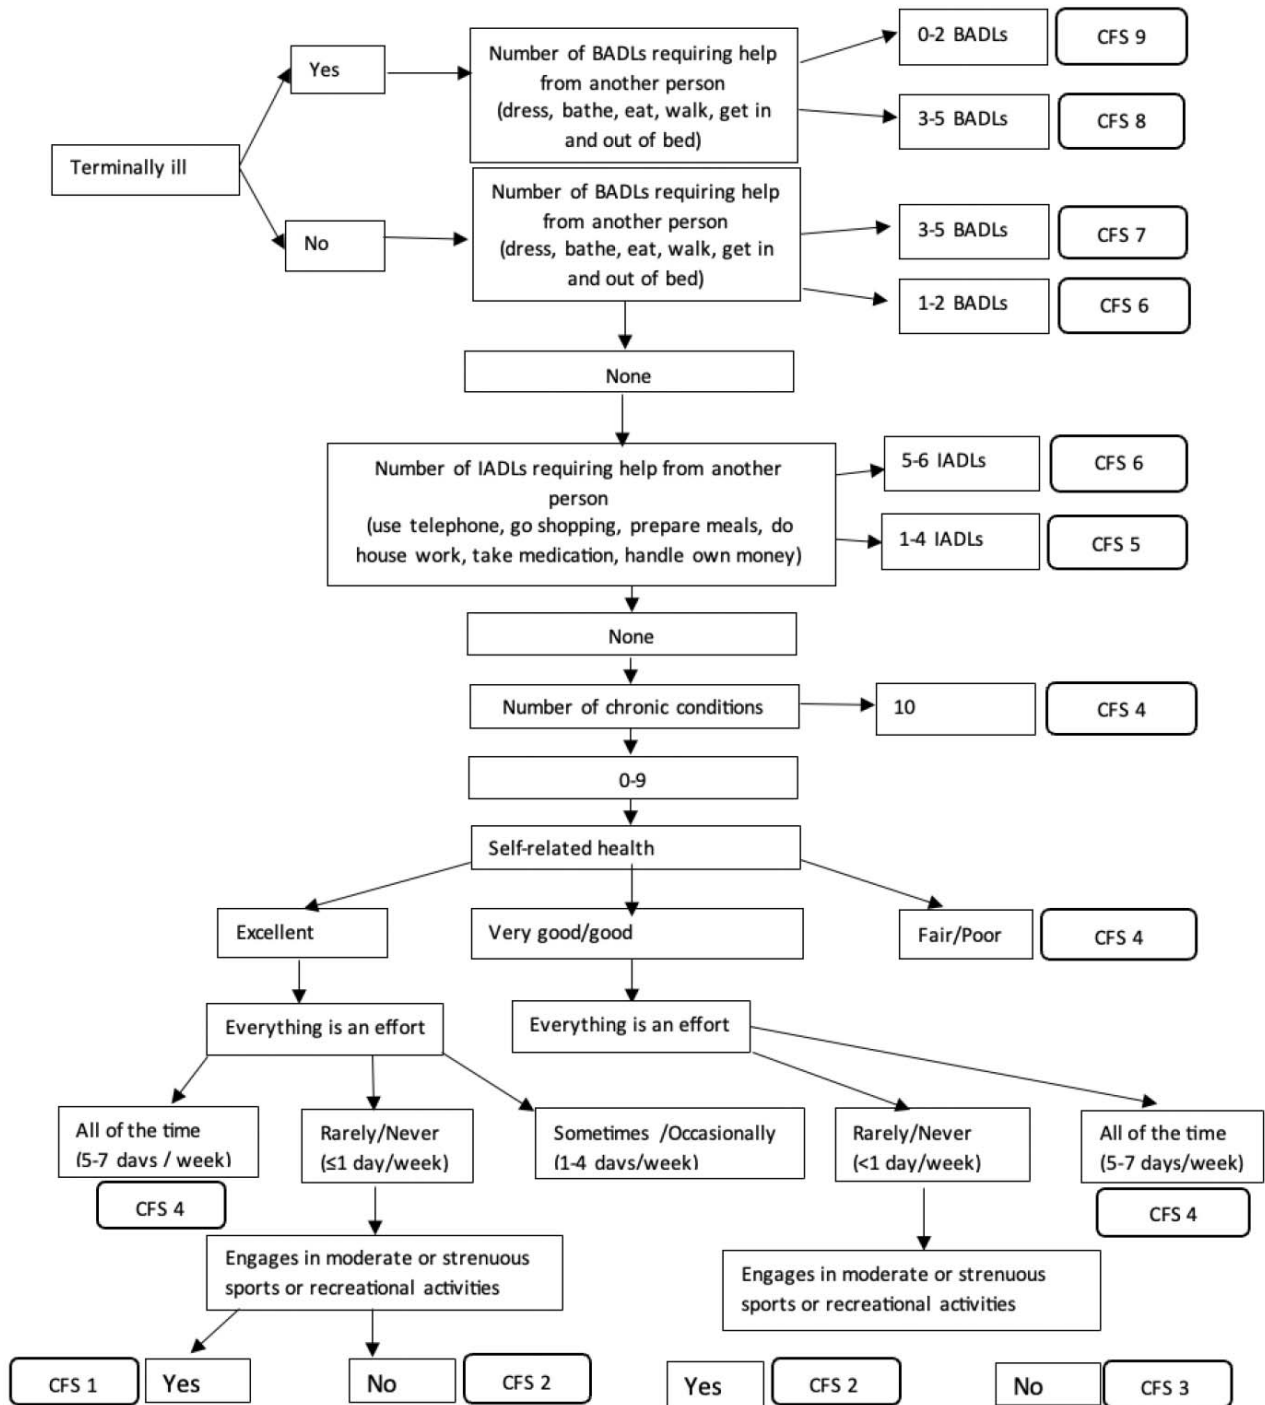 Terminally ill
Yes
Number of BADLs requiring help
from another person
(dress, bathe, eat, walk, get in
and out of bed)
0-2 BADLs
CFS 9
3-5 BADLs
CFS 8
No
Number of BADLs requiring help
from another person
(dress, bathe, eat, walk, get in
and out of bed)
3-5 BADLs
CFS 7
1-2 BADLs
CFS 6
None
Number of IADLs requiring help from another
person
(use telephone, go shopping, prepare meals, do
house work, take medication, handle own money)
5-6 IADLs
CFS 6
1-4 IADLs
CFS 5
None
Number of chronic conditions
10
CFS 4
0-9
Self-related health
Excellent
Very good/good
Fair/Poor
CFS 4
Everything is an effort
Everything is an effort
All of the time
(5-7 days / week)
CFS 4
Rarely/Never
(≤1 day/week)
Sometimes /Occasionally
(1-4 days/week)
Rarely/Never
(<1 day/week)
All of the time
(5-7 days/week)
CFS 4
Engages in moderate or strenuous
sports or recreational activities
Engages in moderate or strenuous
sports or recreational activities
CFS 1
Yes
No
CFS 2
Yes
CFS 2
No
CFS 3